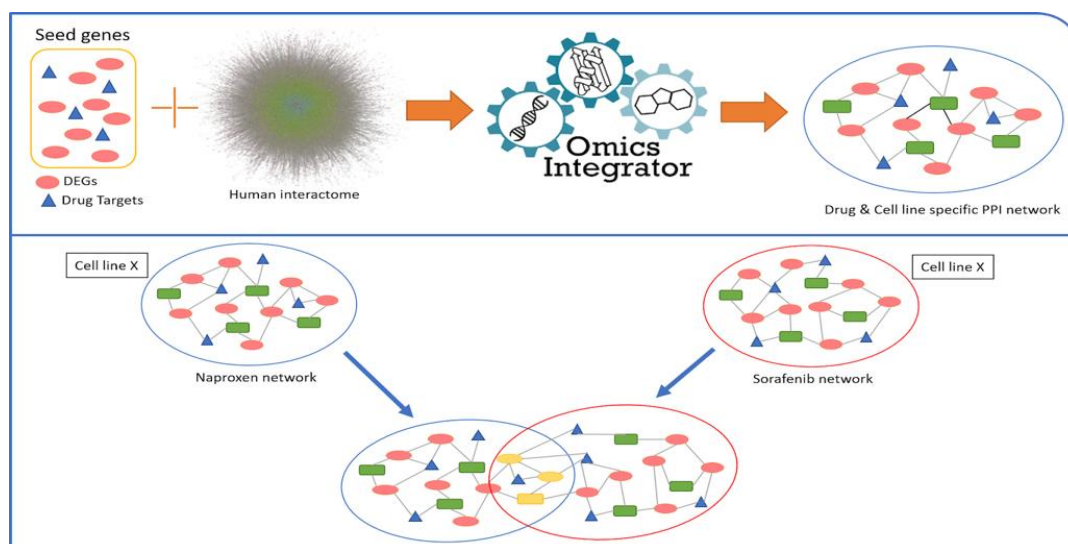 Seed genes
DEGs
Drug Targets
Human interactome
Omics
Integrator
Drug & Cell line specific PPI network
Cell line X
Cell line X
Naproxen network
Sorafenib network